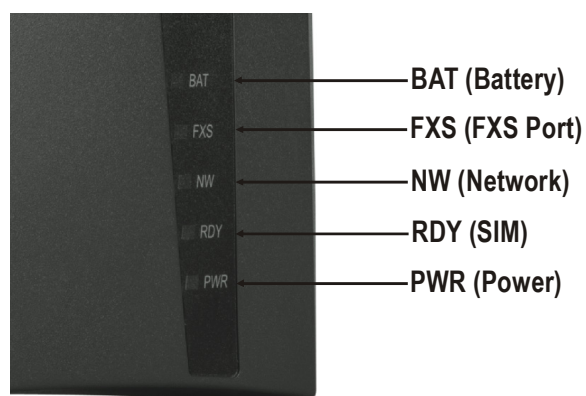 BAT BAT (Battery)
FXS FXS (FXS Port)
NW NW (Network)
RDY RDY (SIM)
PWR PWR (Power)